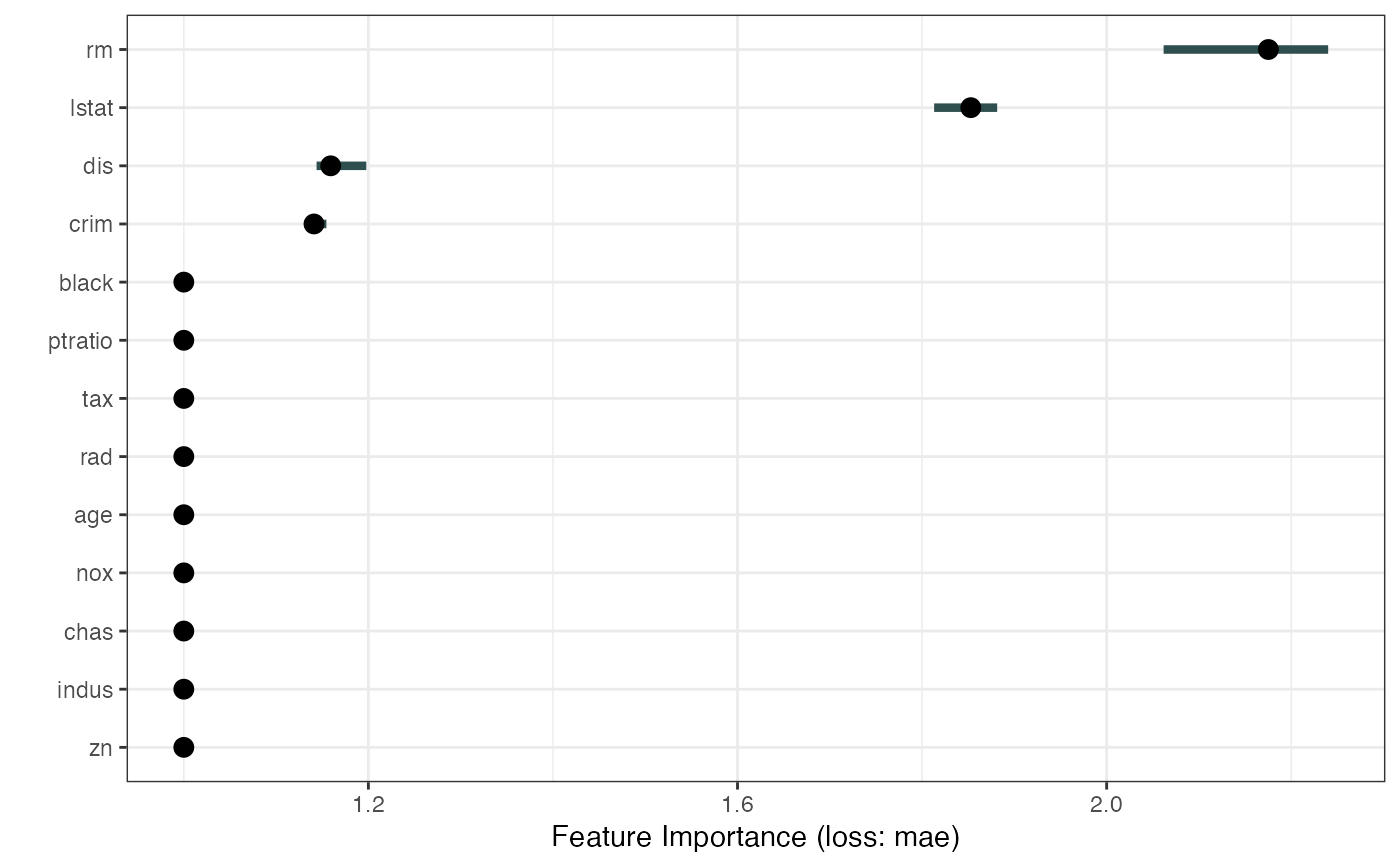 rm
lstat
dis
crim
black
ptratio
tax
rad
age
nox
chas
indus
zn
1.2 1.6 2.0
Feature Importance (loss: mae)